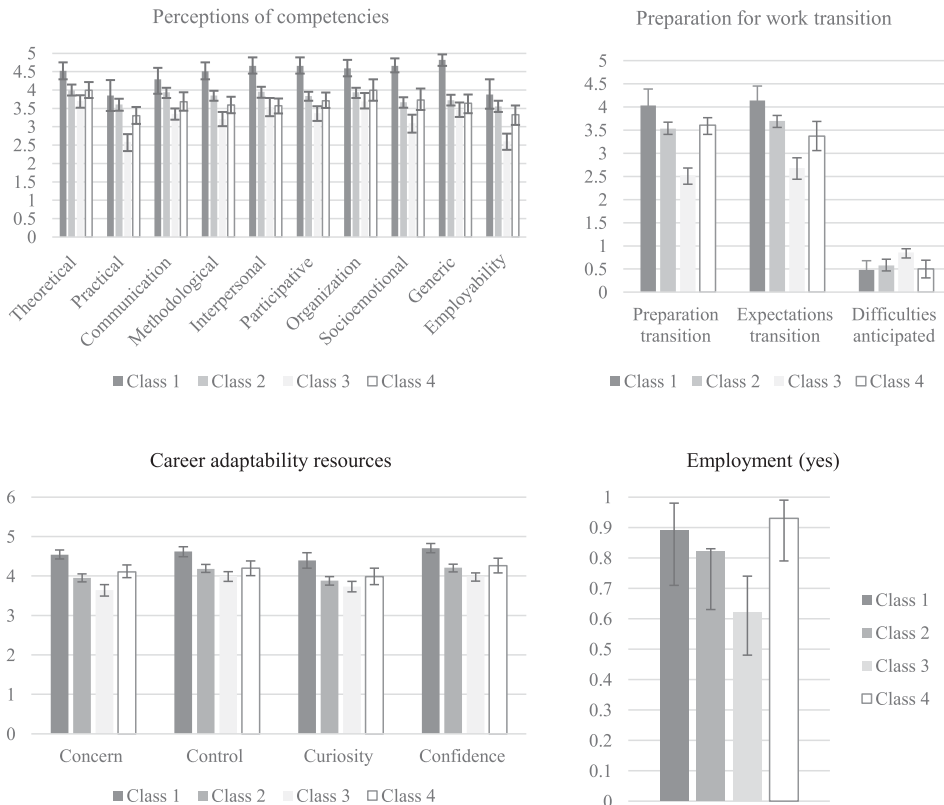 Perceptions of competencies
5
4.5
4
3.5
3
2.5
2
1.5
1
0.5
0
Theoretical
Practical
Communication
Methodological
Interpersonal
Participative
Organization
Socioemotional
Generic
Employability
Class 1 Class 2 Class 3 Class 4
Preparation for work transition
5
4.5
4
3.5
3
2.5
2
1.5
1
0.5
0
Preparation transition
Expectations transition
Difficulties anticipated
Class 1 Class 2 Class 3 Class 4
Career adaptability resources
6
5
4
3
2
1
0
Concern Control Curiosity Confidence
Class 1 Class 2 Class 3 Class 4
Employment (yes)
1
0.9
0.8
0.7
0.6
0.5
0.4
0.3
0.2
0.1
0
Class 1
Class 2
Class 3
Class 4